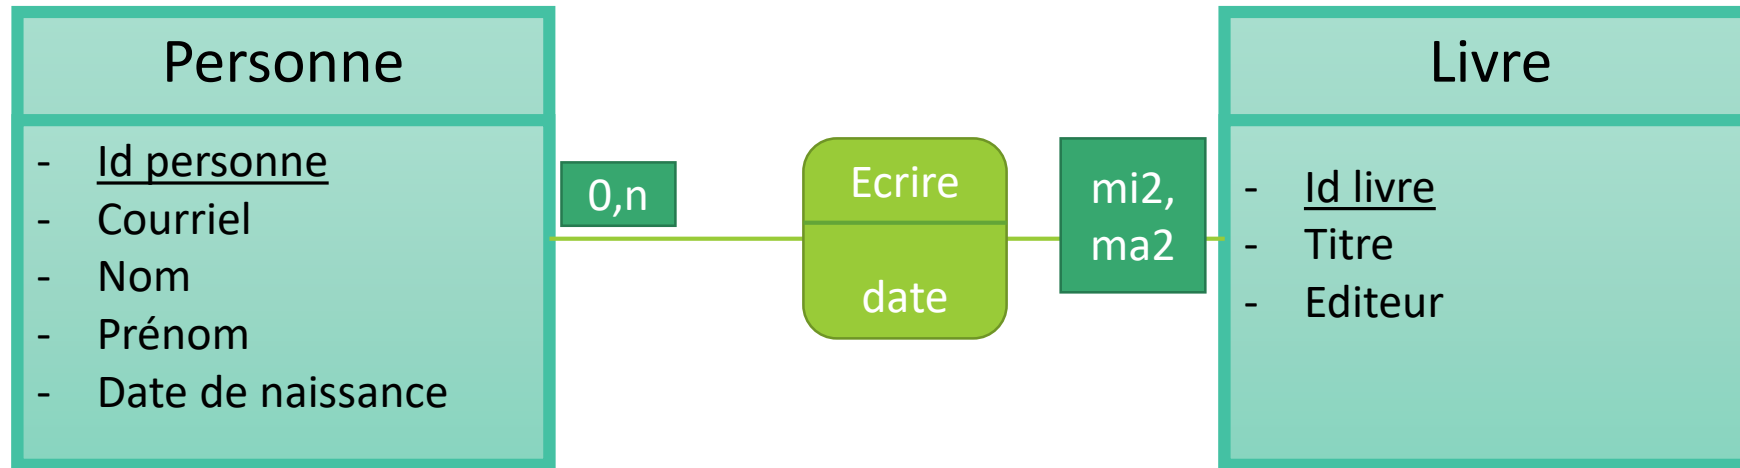 Personne
- Id personne
- Courriel
- Nom
- Prénom
- Date de naissance
0,n
Ecrire
date
mi2,
ma2
Livre
- Id livre
- Titre
- Editeur